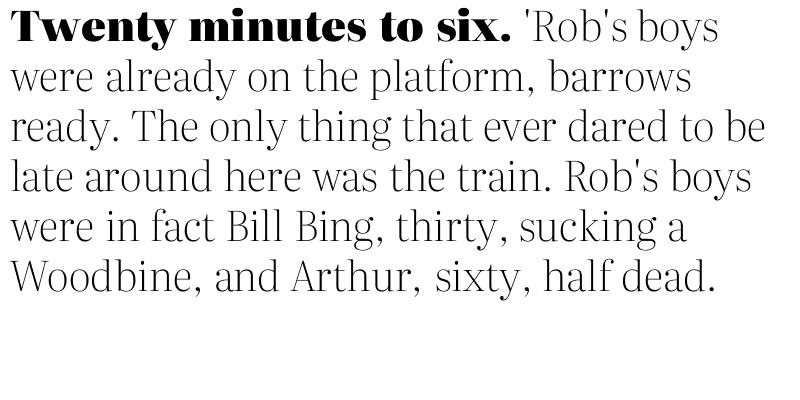 Twenty minutes to six. 'Rob's boys
were already on the platform, barrows
ready. The only thing that ever dared to be
late around here was the train. Rob's boys
were in fact Bill Bing, thirty, sucking a
Woodbine, and Arthur, sixty, half dead.